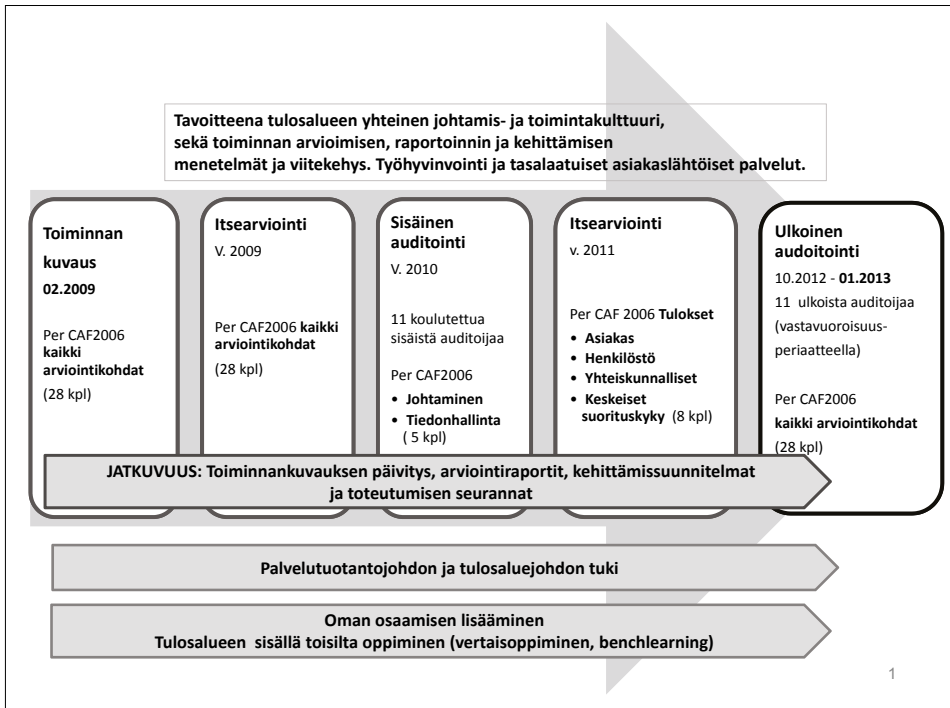 Tavoitteena tulosalueen yhteinen johtamis- ja toimintakulttuuri,
sekä toiminnan arvioimisen, raportoinnin ja kehittämisen
menetelmät ja viitekehys. Työhyvinvointi ja tasalaatuiset asiakaslähtöiset palvelut.
Toiminnan
kuvaus
02.2009
Per CAF2006
kaikki
arviointikohdat
(28 kpl)
Itsearviointi
V. 2009
Per CAF2006 kaikki
arviointikohdat
(28 kpl)
Sisäinen
auditointi
V. 2010
11 koulutettua
sisäistä auditoijaa
Per CAF2006
• Johtaminen
• Tiedonhallinta
( 5 kpl)
Itsearviointi
v. 2011
Per CAF 2006 Tulokset
• Asiakas
• Henkilöstö
• Yhteiskunnalliset
• Keskeiset
suorituskyky (8 kpl)
Ulkoinen
audoitointi
10.2012 - 01.2013
11 ulkoista auditoijaa
(vastavuoroisuus-
periaatteella)
Per CAF2006
kaikki arviointikohdat
(28 kpl)
JATKUVUUS: Toiminnankuvauksen päivitys, arviointiraportit, kehittämissuunnitelmat
ja toteutumisen seurannat
Palvelutuotantojohdon ja tulosaluejohdon tuki
Oman osaamisen lisääminen
Tulosalueen sisällä toisilta oppiminen (vertaisoppiminen, benchlearning)
1